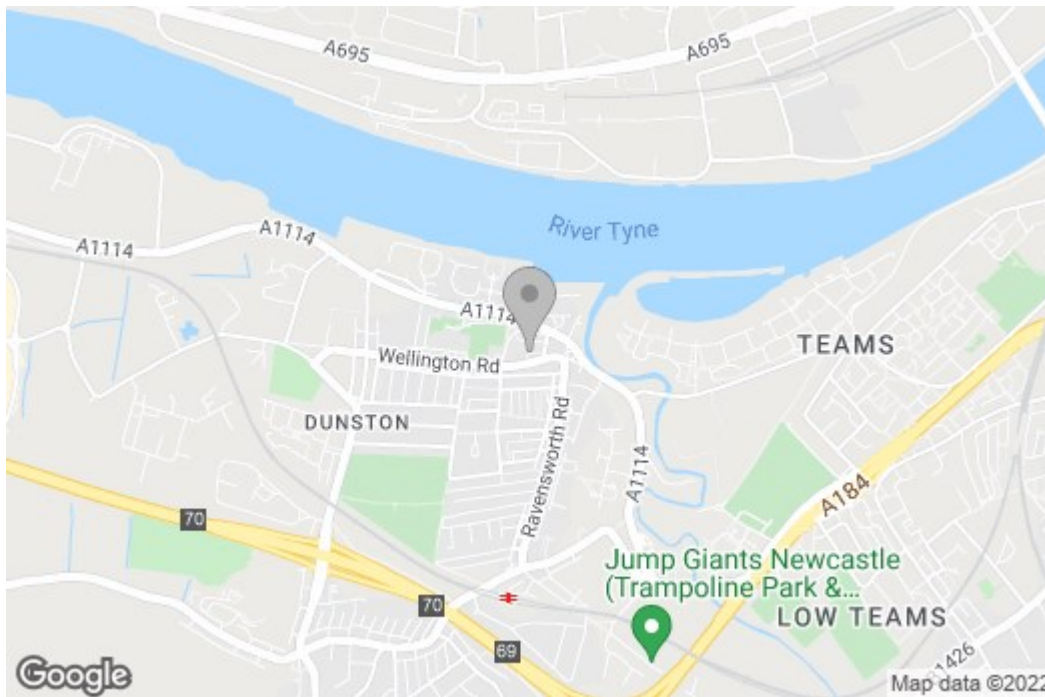 A695
A695
River Tyne
A1114
A1114
A1114
TEAMS
Wellington Rd
DUNSTON
Ravensworth Rd
A1114
A184
70
Jump Giants Newcastle
(Trampoline Park &...
70
LOW TEAMS
69
Google
Map data ©2022